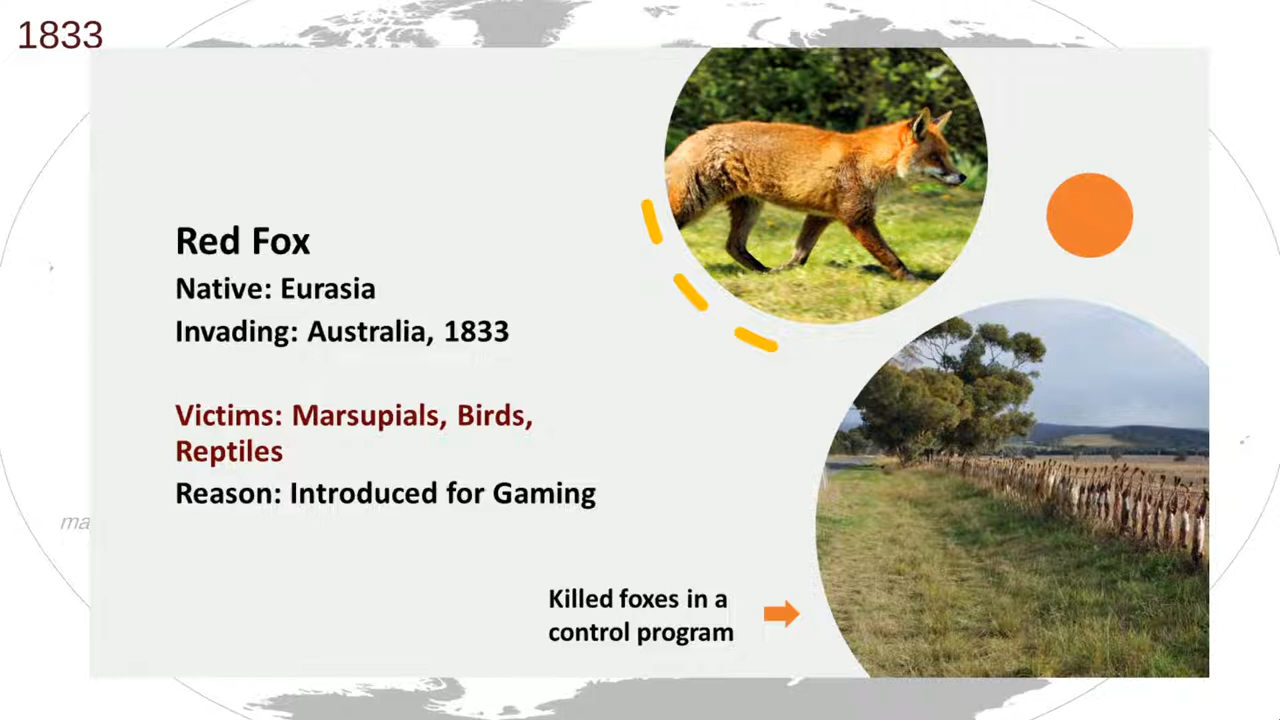 1833
Red Fox
Native: Eurasia
Invading: Australia, 1833
Victims: Marsupials, Birds,
Reptiles
Reason: Introduced for Gaming
ma
Killed foxes in a
control program